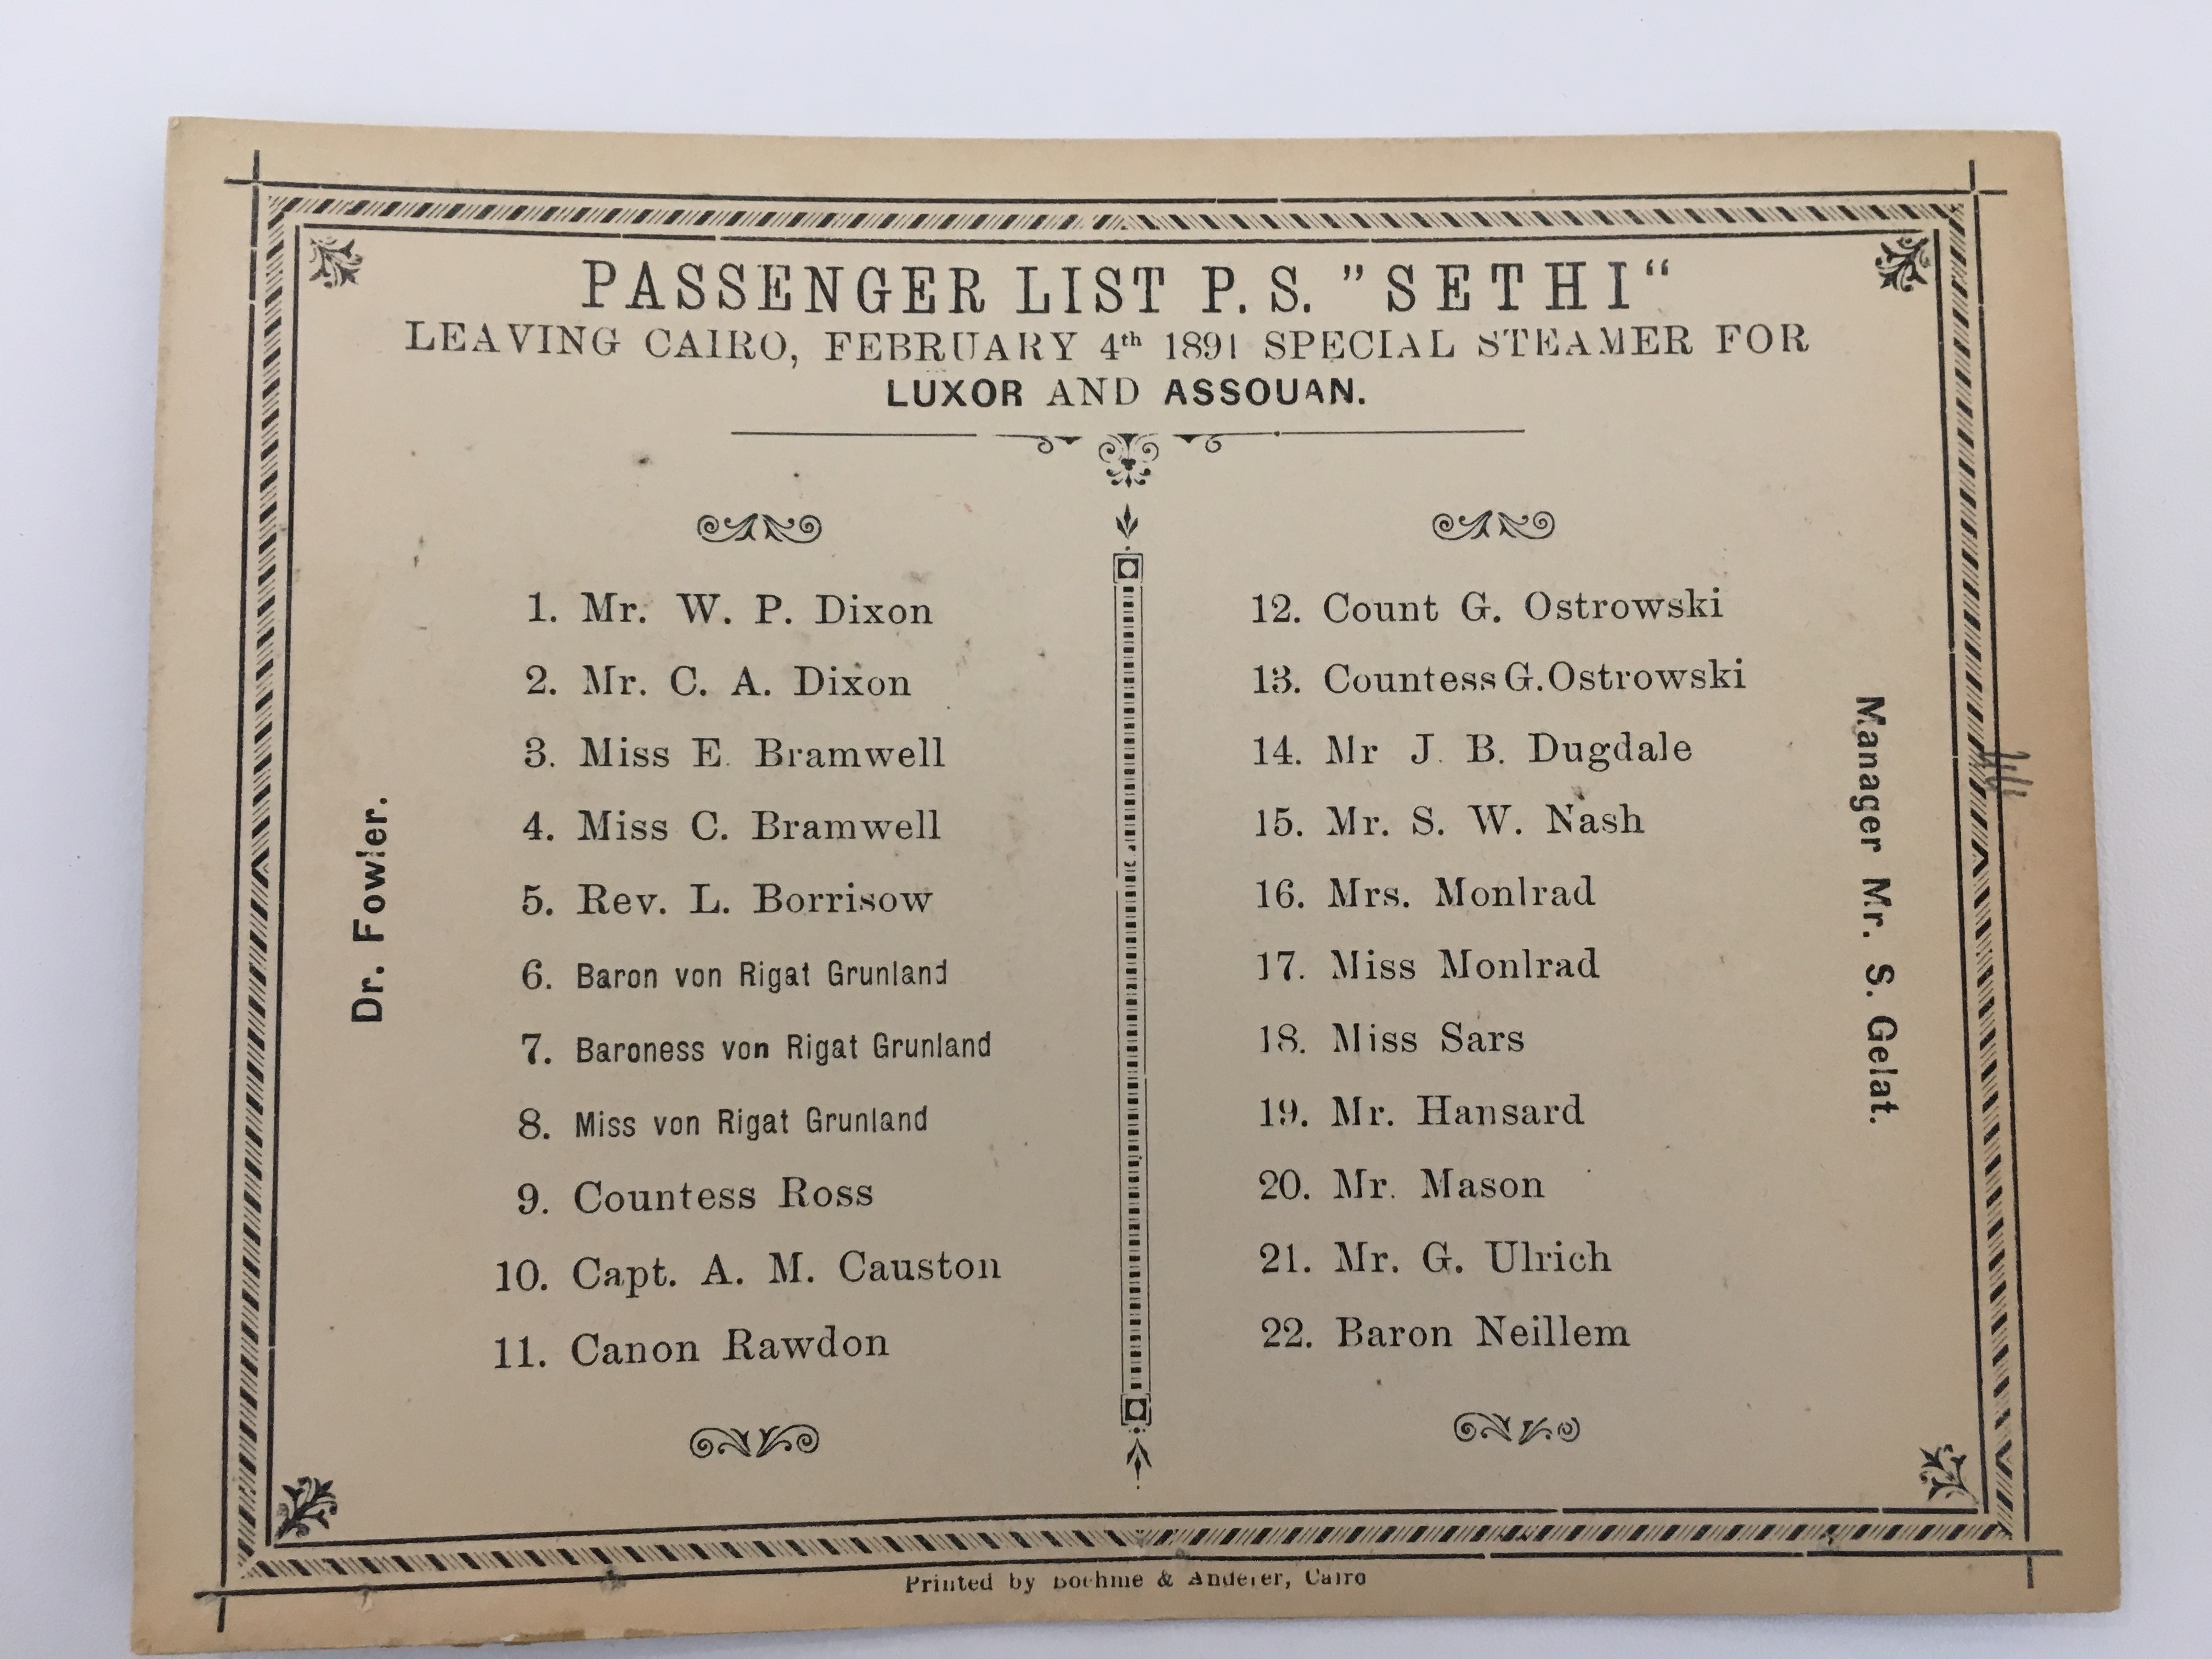 PASSENGER LIST P. S. "SETHI"
LEAVING CAIRO, FEBRUARY 4th 1891 SPECIAL STEAMER FOR
LUXOR AND ASSOUAN.
Dr. Fowler.
1. Mr. W. P. Dixon
2. Mr. C. A. Dixon
3. Miss E. Bramwell
4. Miss C. Bramwell
5. Rev. L. Borrisow
6. Baron von Rigat Grunland
7. Baroness von Rigat Grunland
8. Miss von Rigat Grunland
9. Countess Ross
10. Capt. A. M. Causton
11. Canon Rawdon
12. Count G. Ostrowski
13. Countess G. Ostrowski
14. Mr J. B. Dugdale
15. Mr. S. W. Nash
16. Mrs. Monlrad
17. Miss Monlrad
18. Miss Sars
19. Mr. Hansard
20. Mr. Mason
21. Mr. G. Ulrich
22. Baron Neillem
Manager Mr. S. Gelat.
Printed by Boehme & Anderer, Cairo